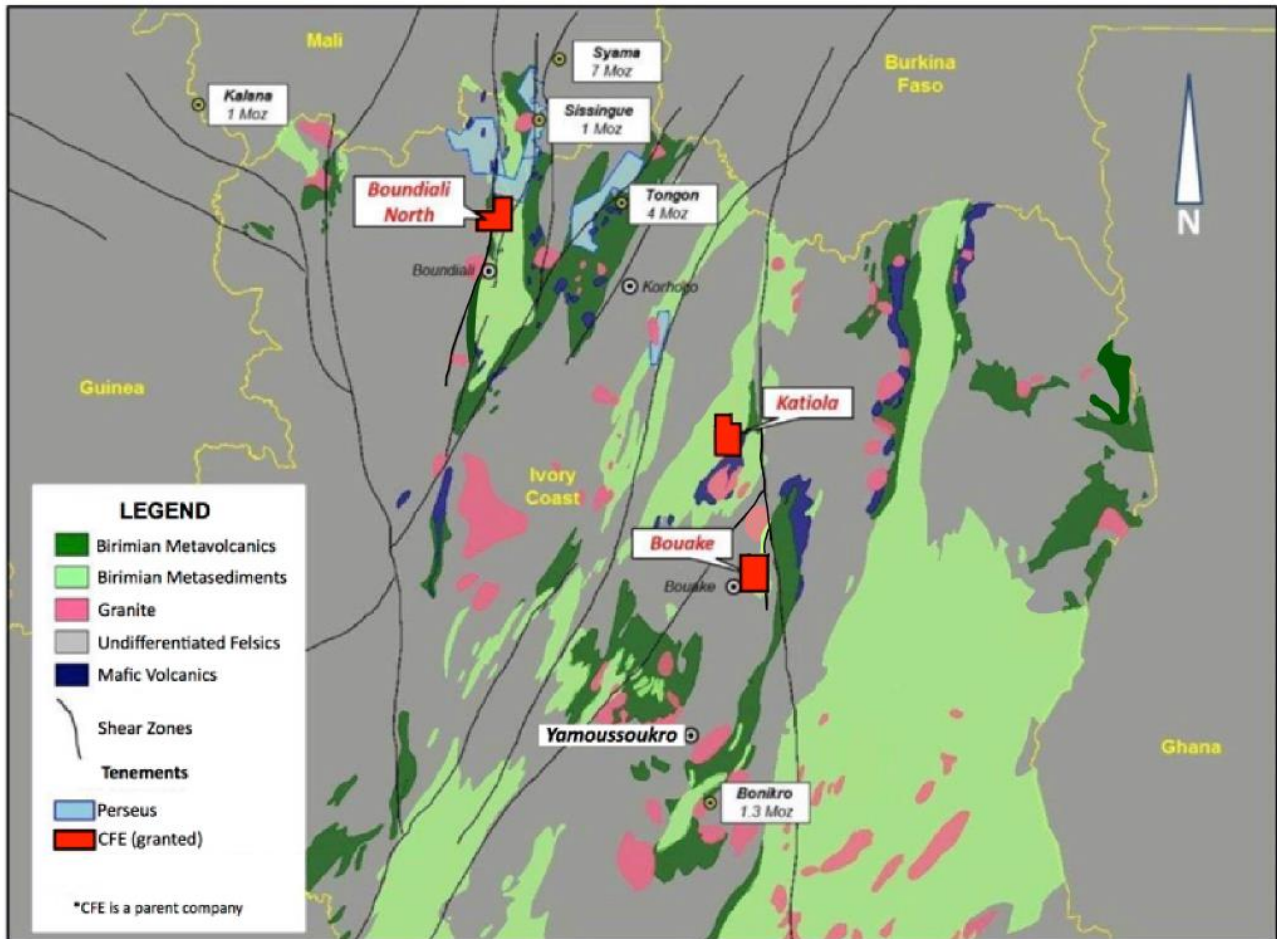 Mali
Syama
7 Moz
Burkina
Faso
Kalana
1 Moz
Sissingue
1 Moz
Boundiali
North
Tongon
4 Moz
N
Boundiali
Korhogo
Guinea
Katiola
Ivory
Coast
LEGEND
Birimian Metavolcanics
Birimian Metasediments
Granite
Undifferentiated Felsics
Mafic Volcanics
Shear Zones
Tenements
Perseus
CFE (granted)
*CFE is a parent company
Bouake
Bouake
Yamoussoukro
Ghana
Bonikro
1.3 Moz